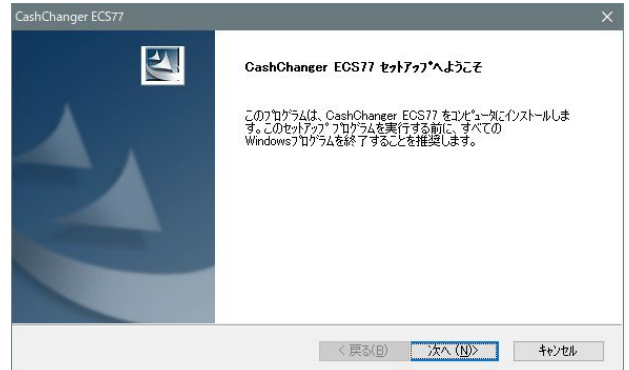 CashChanger ECS77
CashChanger ECS77 ｾｯﾄｱｯﾌﾟへようこそ
このﾌﾟﾛｸﾞﾗﾑは、CashChanger ECS77 をｺﾝﾋﾟｭｰﾀにｲﾝｽﾄｰﾙしま
す。このｾｯﾄｱｯﾌﾟﾌﾟﾛｸﾞﾗﾑを実行する前に、すべての
Windowsﾌﾟﾛｸﾞﾗﾑを終了することを推奨します。
< 戻る(B)
次へ (N)>
ｷｬﾝｾﾙ